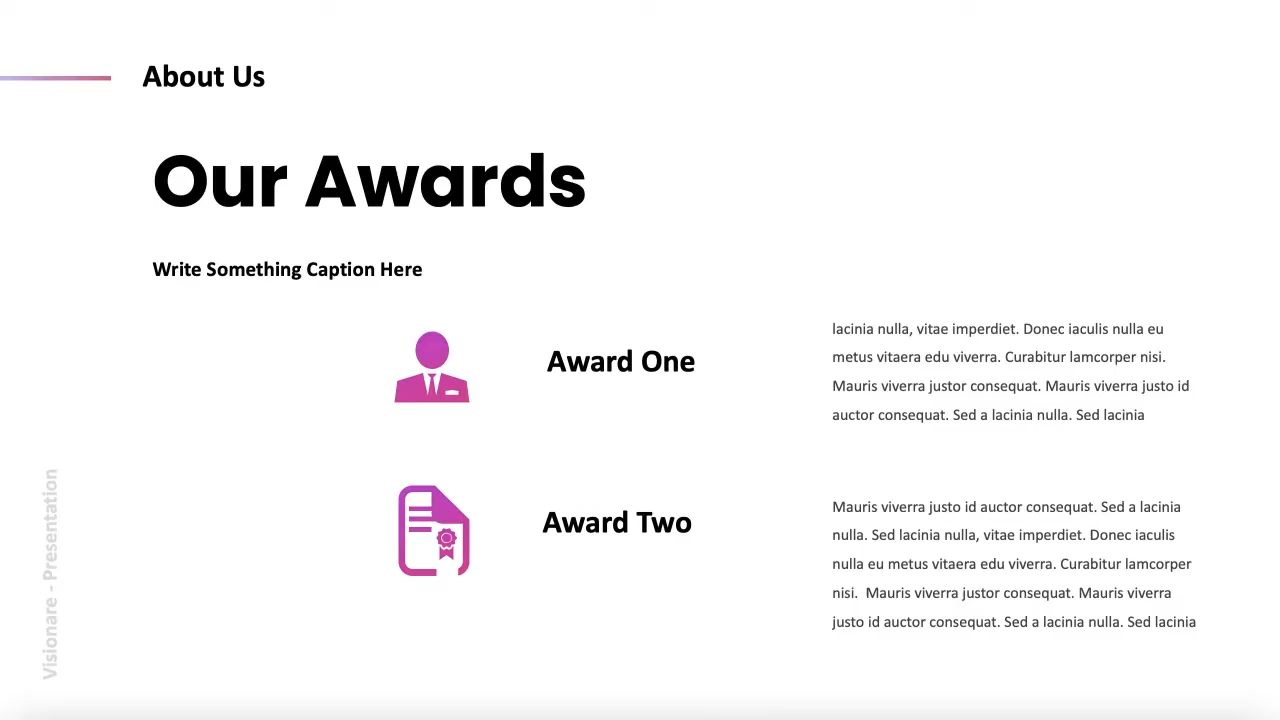 About Us
Our Awards
Write Something Caption Here
Award One
lacinia nulla, vitae imperdiet. Donec iaculis nulla eu
metus vitaera edu viverra. Curabitur lamcorper nisi.
Mauris viverra justor consequat. Mauris viverra justo id
auctor consequat. Sed a lacinia nulla. Sed lacinia
Award Two
Mauris viverra justo id auctor consequat. Sed a lacinia
nulla. Sed lacinia nulla, vitae imperdiet. Donec iaculis
nulla eu metus vitaera edu viverra. Curabitur lamcorper
nisi.  Mauris viverra justor consequat. Mauris viverra
justo id auctor consequat. Sed a lacinia nulla. Sed lacinia
Visionare - Presentation